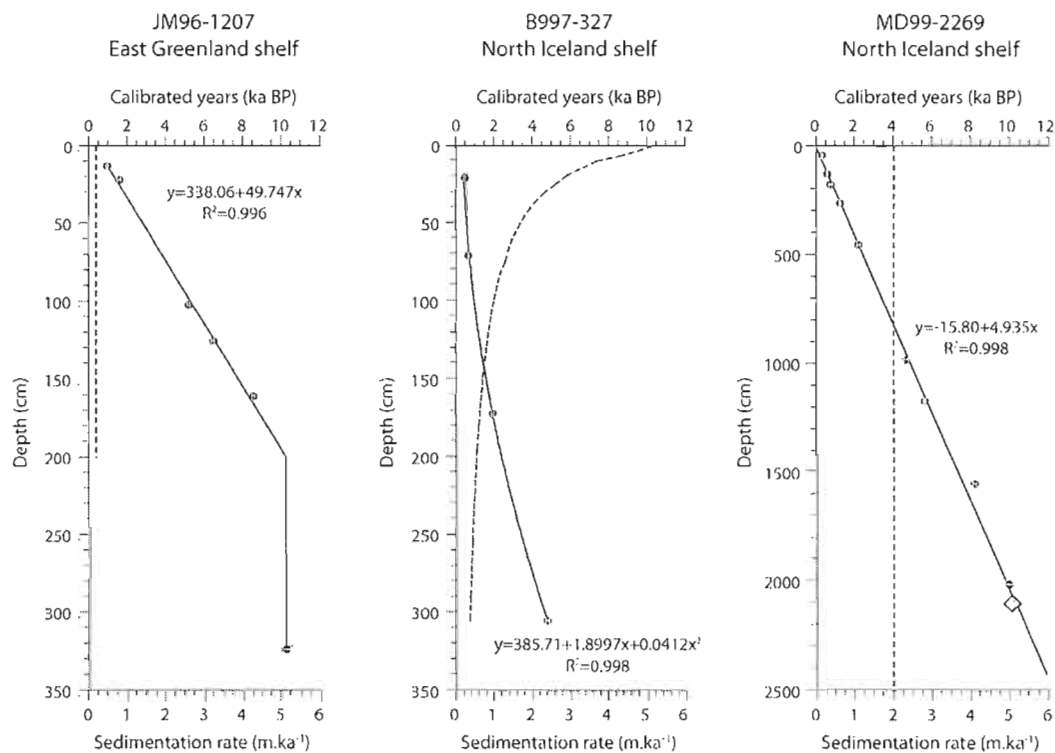 JM96-1207
East Greenland shelf
Calibrated years (ka BP)
0 2 4 6 8 10 12
0
50
100
150
200
250
300
350
Depth (cm)
y=338.06+49.747x
R²=0.996
0 1 2 3 4 5 6
Sedimentation rate (m.ka⁻¹)
B997-327
North Iceland shelf
Calibrated years (ka BP)
0 2 4 6 8 10 12
0
50
100
150
200
250
300
350
Depth (cm)
y=385.71+1.8997x+0.0412x²
R²=0.998
0 1 2 3 4 5 6
Sedimentation rate (m.ka⁻¹)
MD99-2269
North Iceland shelf
Calibrated years (ka BP)
0 2 4 6 8 10 12
0
500
1000
1500
2000
2500
Depth (cm)
y=-15.80+4.935x
R²=0.998
0 1 2 3 4 5 6
Sedimentation rate (m.ka⁻¹)